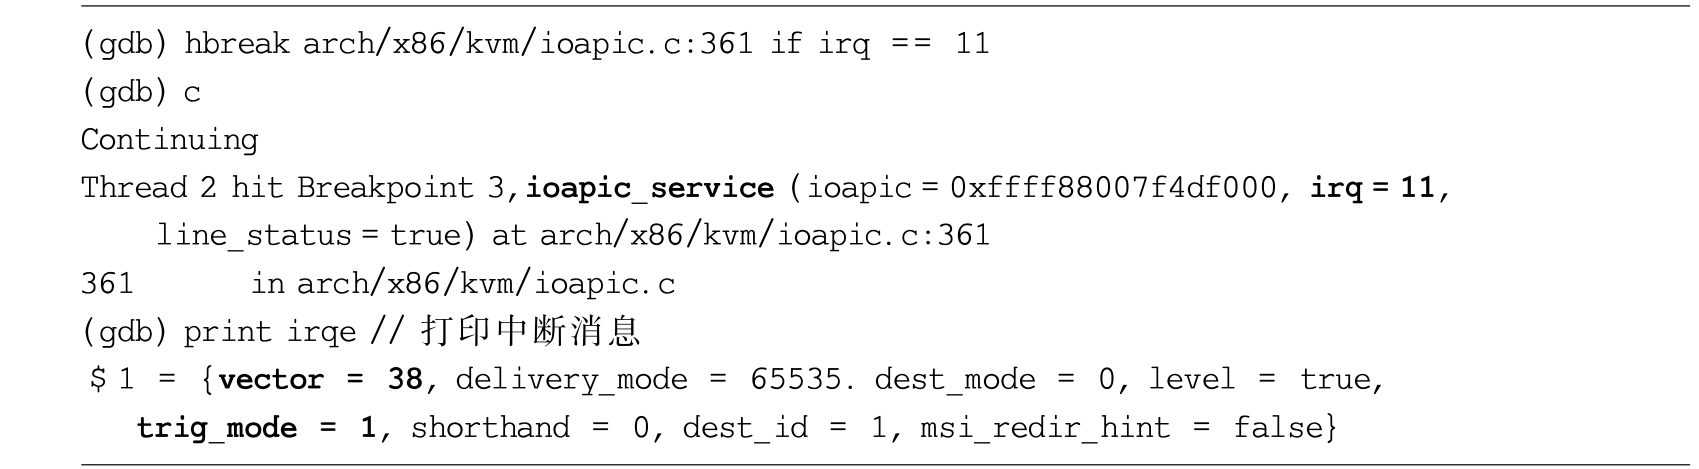 (gdb) hbreak arch/x86/kvm/ioapic.c:361 if irq == 11
(gdb) c
Continuing
Thread 2 hit Breakpoint 3,ioapic_service (ioapic = 0xffff88007f4df000, irq = 11,
line_status = true) at arch/x86/kvm/ioapic.c:361
361 in arch/x86/kvm/ioapic.c
(gdb) print irqe // 打印中断消息
$1 = {vector = 38, delivery_mode = 65535. dest_mode = 0, level = true,
trig_mode = 1, shorthand = 0, dest_id = 1, msi_redir_hint = false}